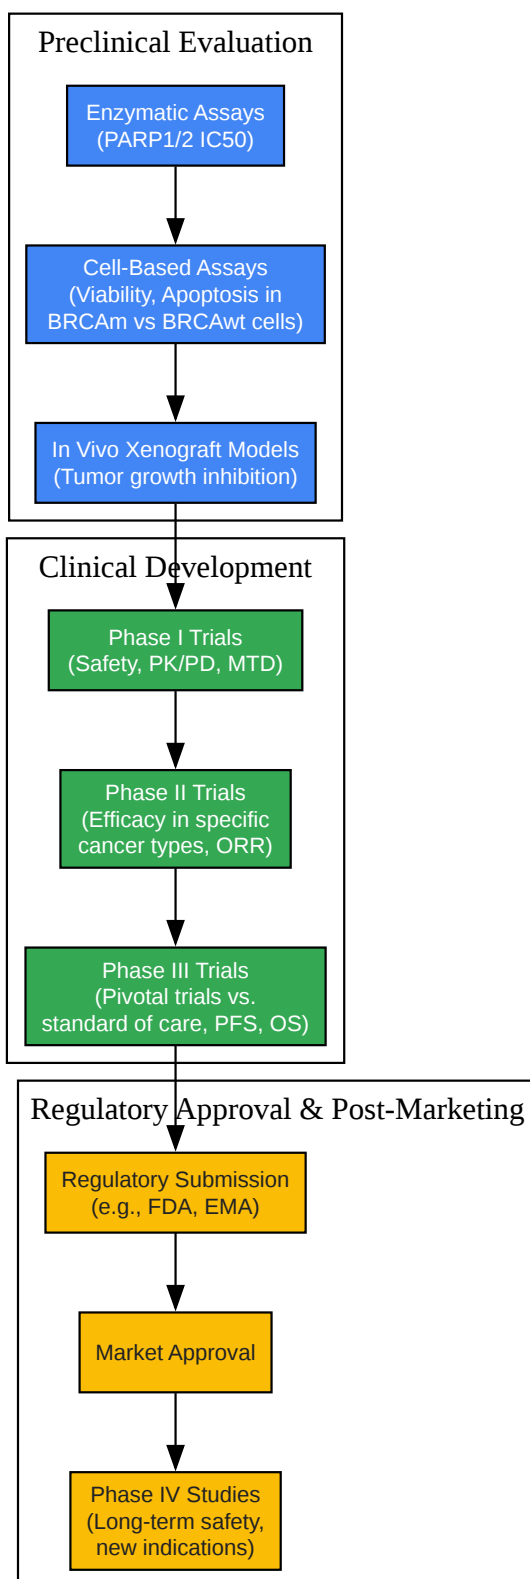 Preclinical Evaluation
Enzymatic Assays
(PARP1/2 IC50)
Cell-Based Assays
(Viability, Apoptosis in
BRCAm vs BRCAwt cells)
In Vivo Xenograft Models
(Tumor growth inhibition)
Clinical Development
Phase I Trials
(Safety, PK/PD, MTD)
Phase II Trials
(Efficacy in specific
cancer types, ORR)
Phase III Trials
(Pivotal trials vs.
standard of care, PFS, OS)
Regulatory Approval & Post-Marketing
Regulatory Submission
(e.g., FDA, EMA)
Market Approval
Phase IV Studies
(Long-term safety,
new indications)